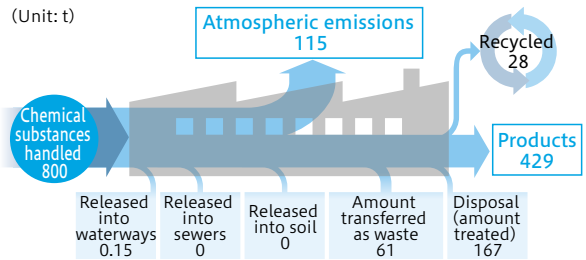 (Unit: t)
Atmospheric emissions
115
Recycled
28
Chemical
substances
handled
800
Products
429
Released
into
waterways
0.15
Released
into
sewers
0
Released
into soil
0
Amount
transferred
as waste
61
Disposal
(amount
treated)
167